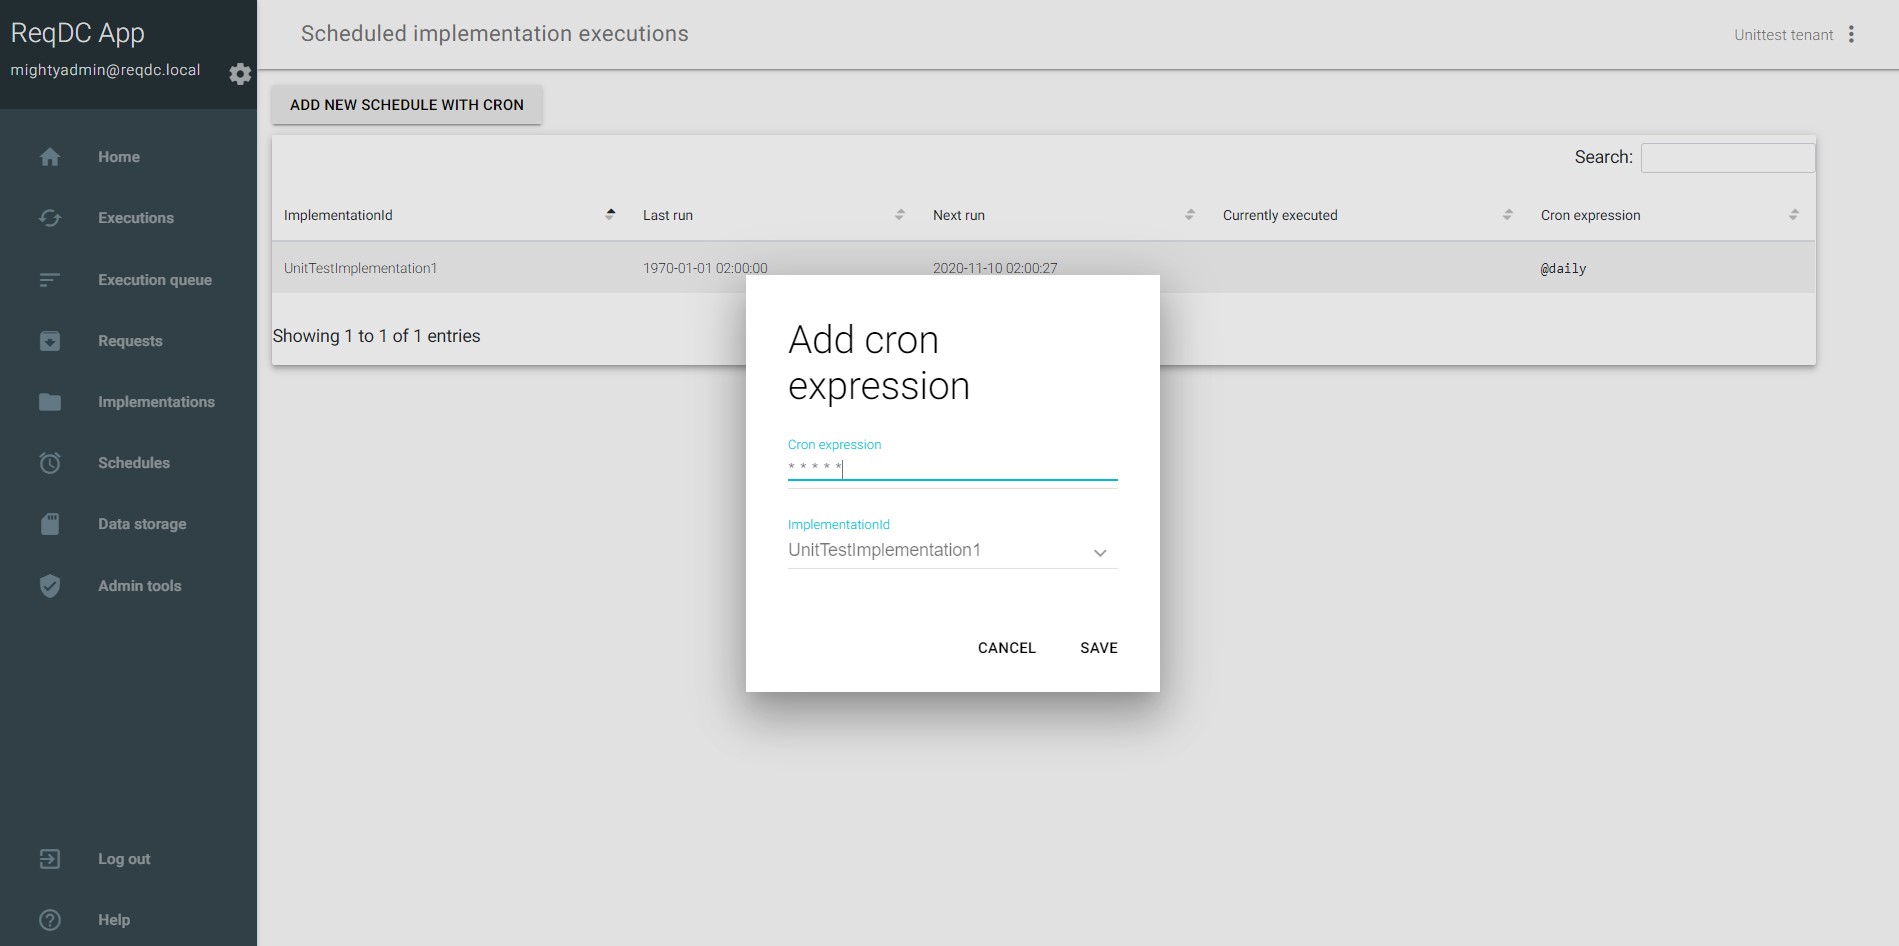 ReqDC App
mightyadmin@reqdc.local
Home
Executions
Execution queue
Requests
Implementations
Schedules
Data storage
Admin tools
Log out
Help
Scheduled implementation executions
Unittest tenant
ADD NEW SCHEDULE WITH CRON
Search:
ImplementationId Last run Next run Currently executed Cron expression
UnitTestImplementation1 1970-01-01 02:00:00 2020-11-10 02:00:27 @daily
Showing 1 to 1 of 1 entries
Add cron
expression
Cron expression
* * * * *
ImplementationId
UnitTestImplementation1
CANCEL SAVE